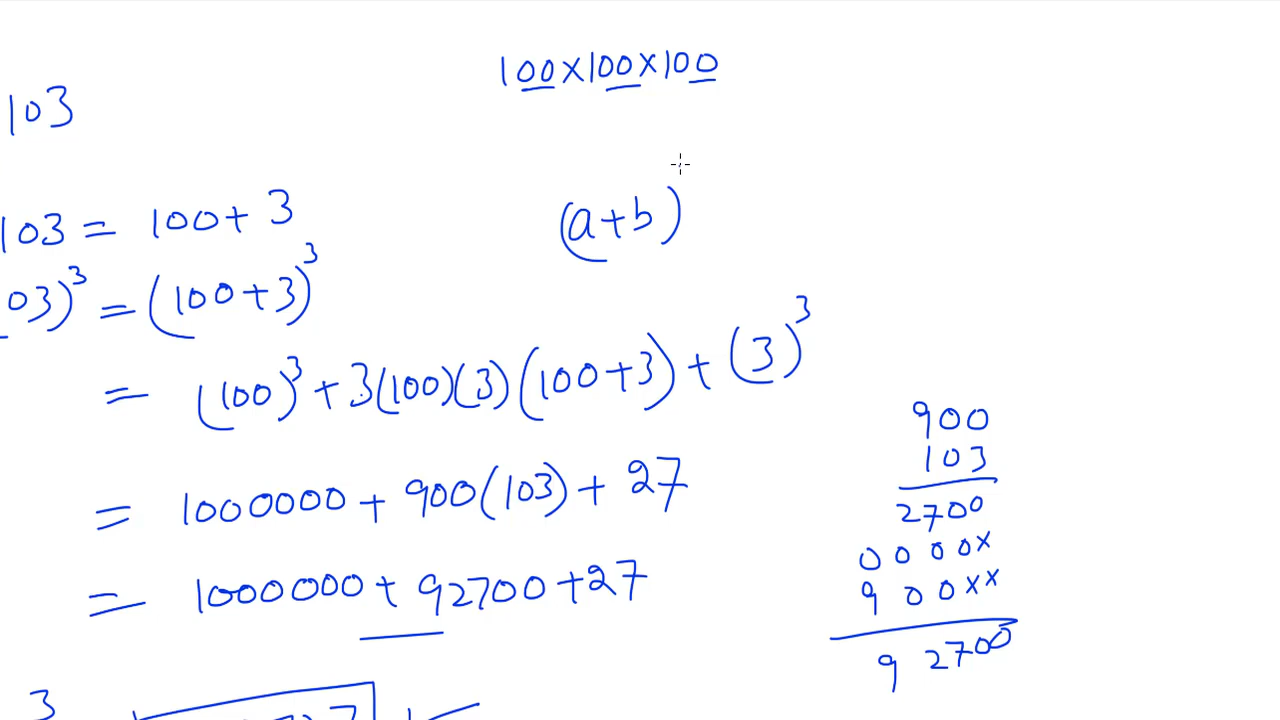 100×100×100
103
(a+b)
103 = 100+ 3
03)³ = (100+3)³
= (100)³ + 3(100)(3)(100+3) + (3)³
= 1000000 + 900(103) + 27
= 1000000 + 92700 +27
900
103
2700
0000×
900××
92700
3